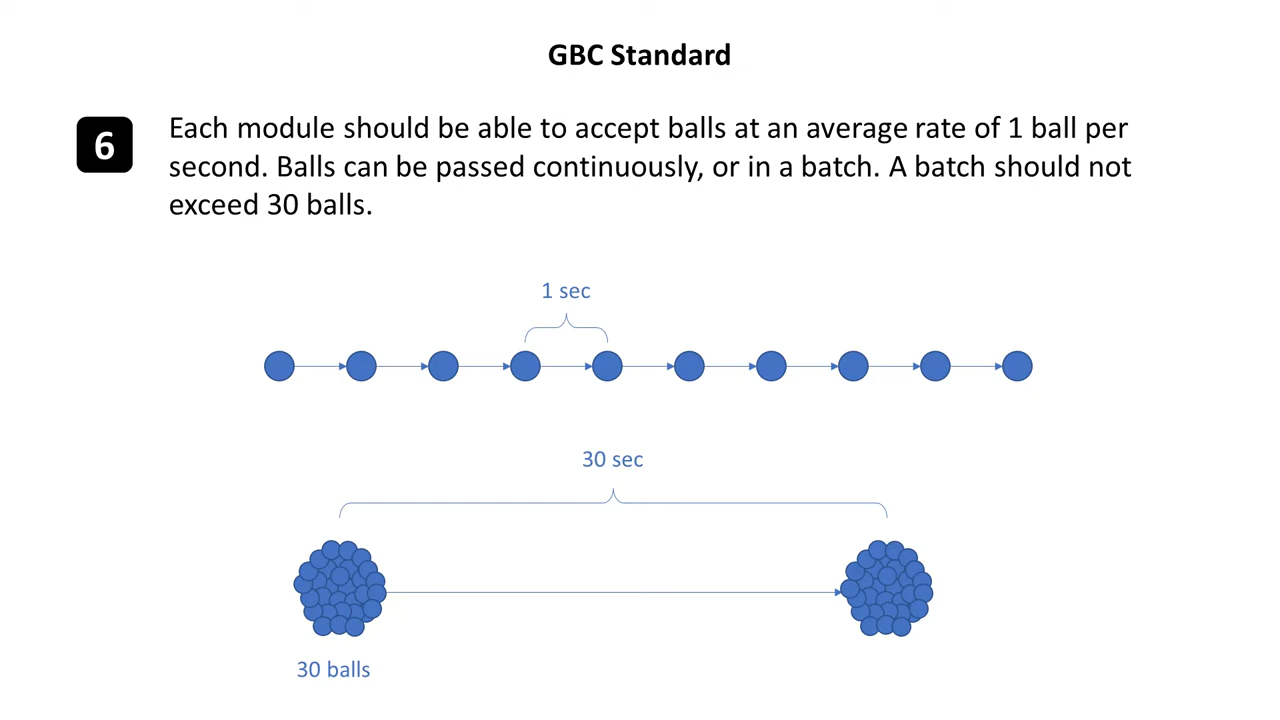 GBC Standard
6
Each module should be able to accept balls at an average rate of 1 ball per
second. Balls can be passed continuously, or in a batch. A batch should not
exceed 30 balls.
1 sec
30 sec
30 balls